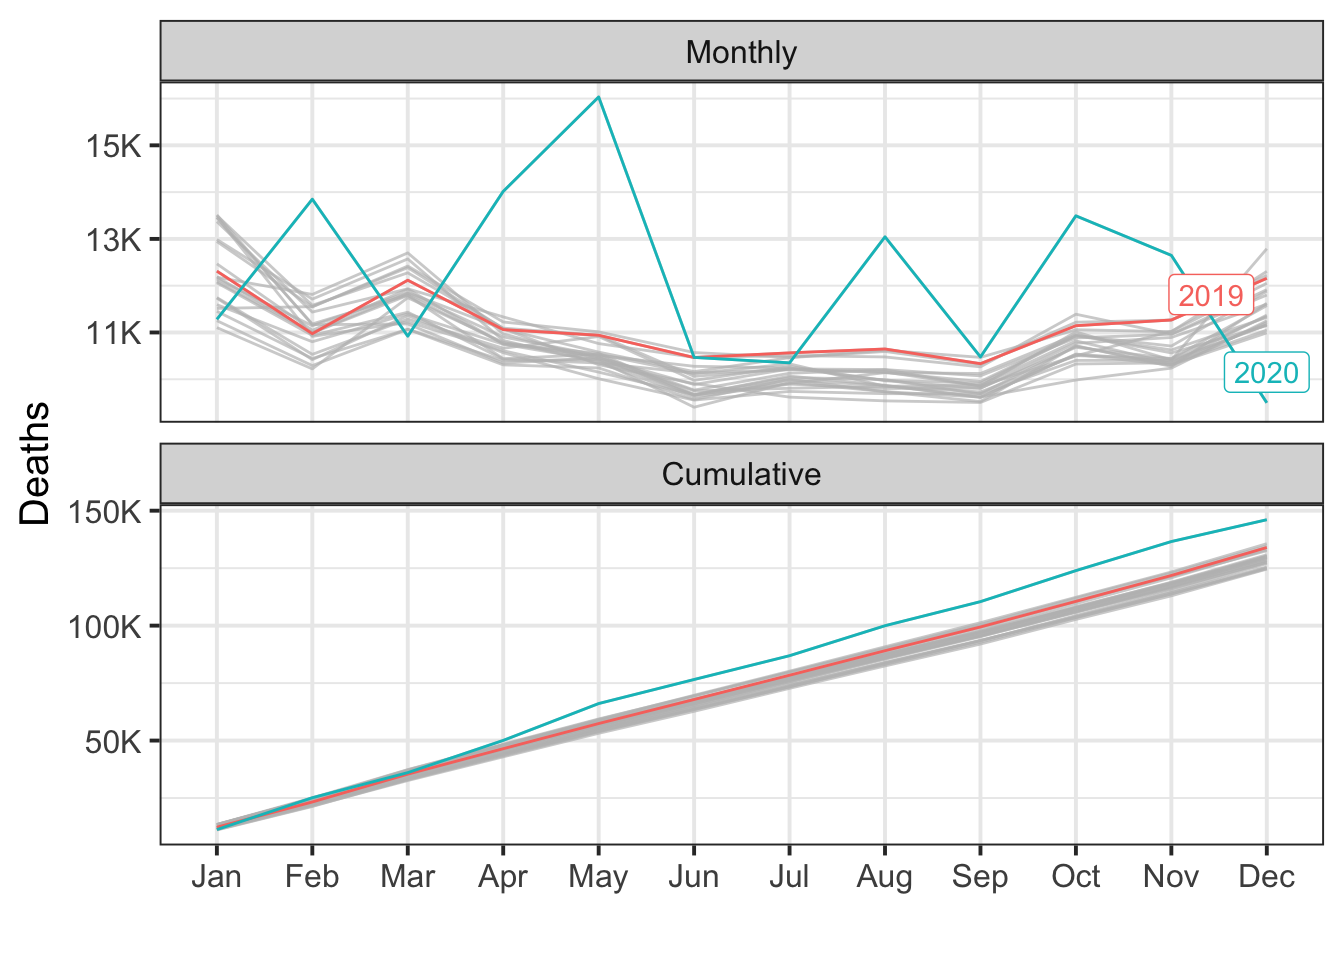 Monthly
15K
13K
11K
2019
2020
Deaths
Cumulative
150K
100K
50K
Jan Feb Mar Apr May Jun Jul Aug Sep Oct Nov Dec